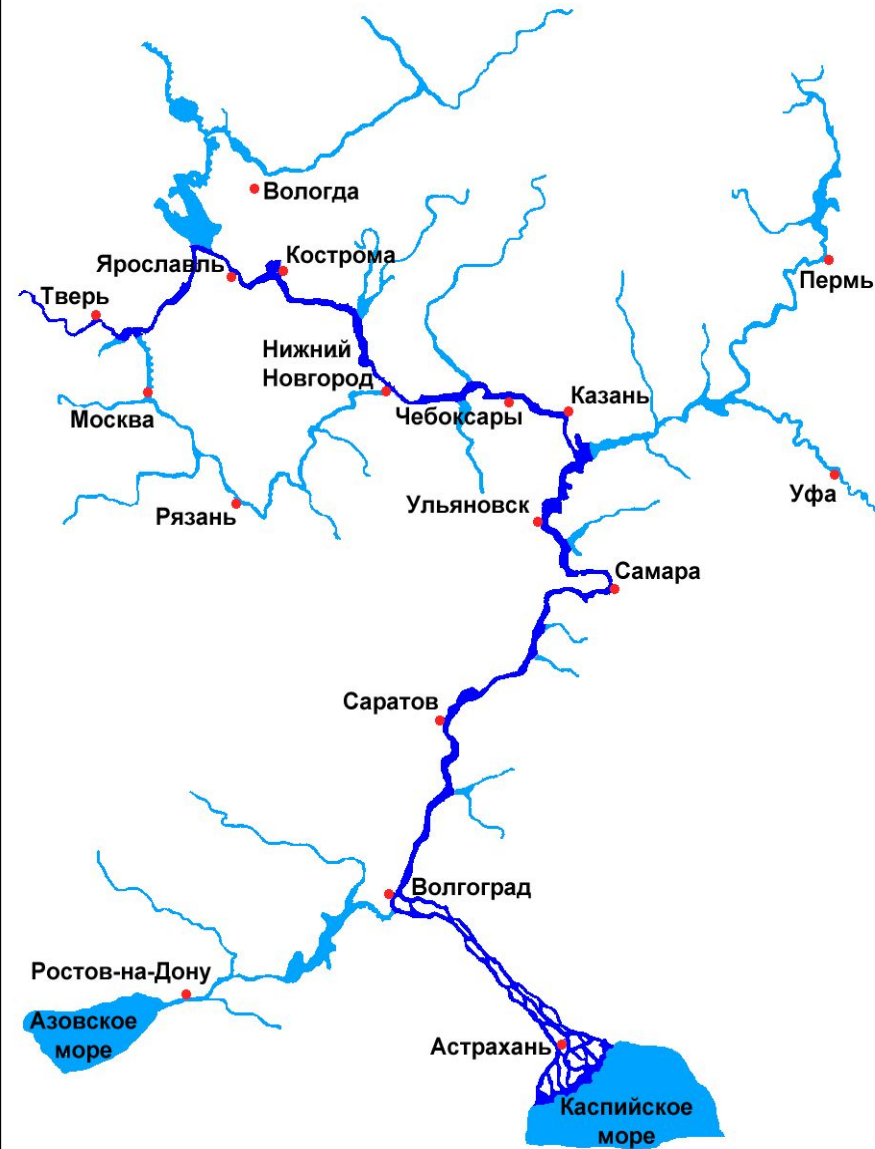 Вологда
Кострома
Ярославль
Пермь
Тверь
Нижний
Новгород
Казань
Чебоксары
Москва
Уфа
Ульяновск
Рязань
Самара
Саратов
Волгоград
Ростов-на-Дону
Азовское
море
Астрахань
Каспийское
море